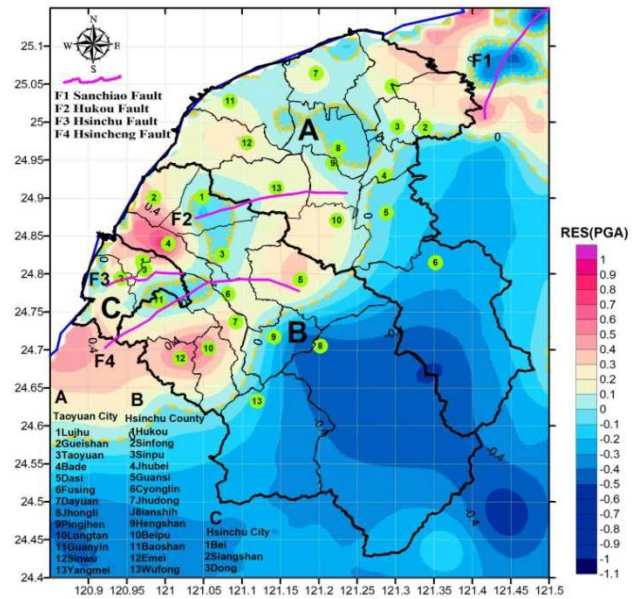 N
W E
S
F1 Sanchiao Fault
F2 Hukou Fault
F3 Hsinchu Fault
F4 Hsincheng Fault
F1
F2
F3
F4
A
B
C
A
Taoyuan City
1Lujhu
2Gueishan
3Taoyuan
4Bade
5Dasi
6Fusing
7Dayuan
8Jhongli
9Pingjhen
10Longtan
11Guanyin
12Sinwu
13Yangmei
B
Hsinchu County
1Hukou
2Sinfong
3Sinpu
4Jhubei
5Guansi
6Cyonglin
7Jhudong
J8ianshih
9Hengshan
10Beipu
11Baoshan
12Emei
13Wufong
C
Hsinchu City
1Bei
2Siangshan
3Dong
25.1
25.05
25
24.95
24.9
24.85
24.8
24.75
24.7
24.65
24.6
24.55
24.5
24.45
24.4
120.9 120.95 121 121.05 121.1 121.15 121.2 121.25 121.3 121.35 121.4 121.45 121.5
RES(PGA)
1
0.9
0.8
0.7
0.6
0.5
0.4
0.3
0.2
0.1
0
-0.1
-0.2
-0.3
-0.4
-0.5
-0.6
-0.7
-0.8
-0.9
-1
-1.1